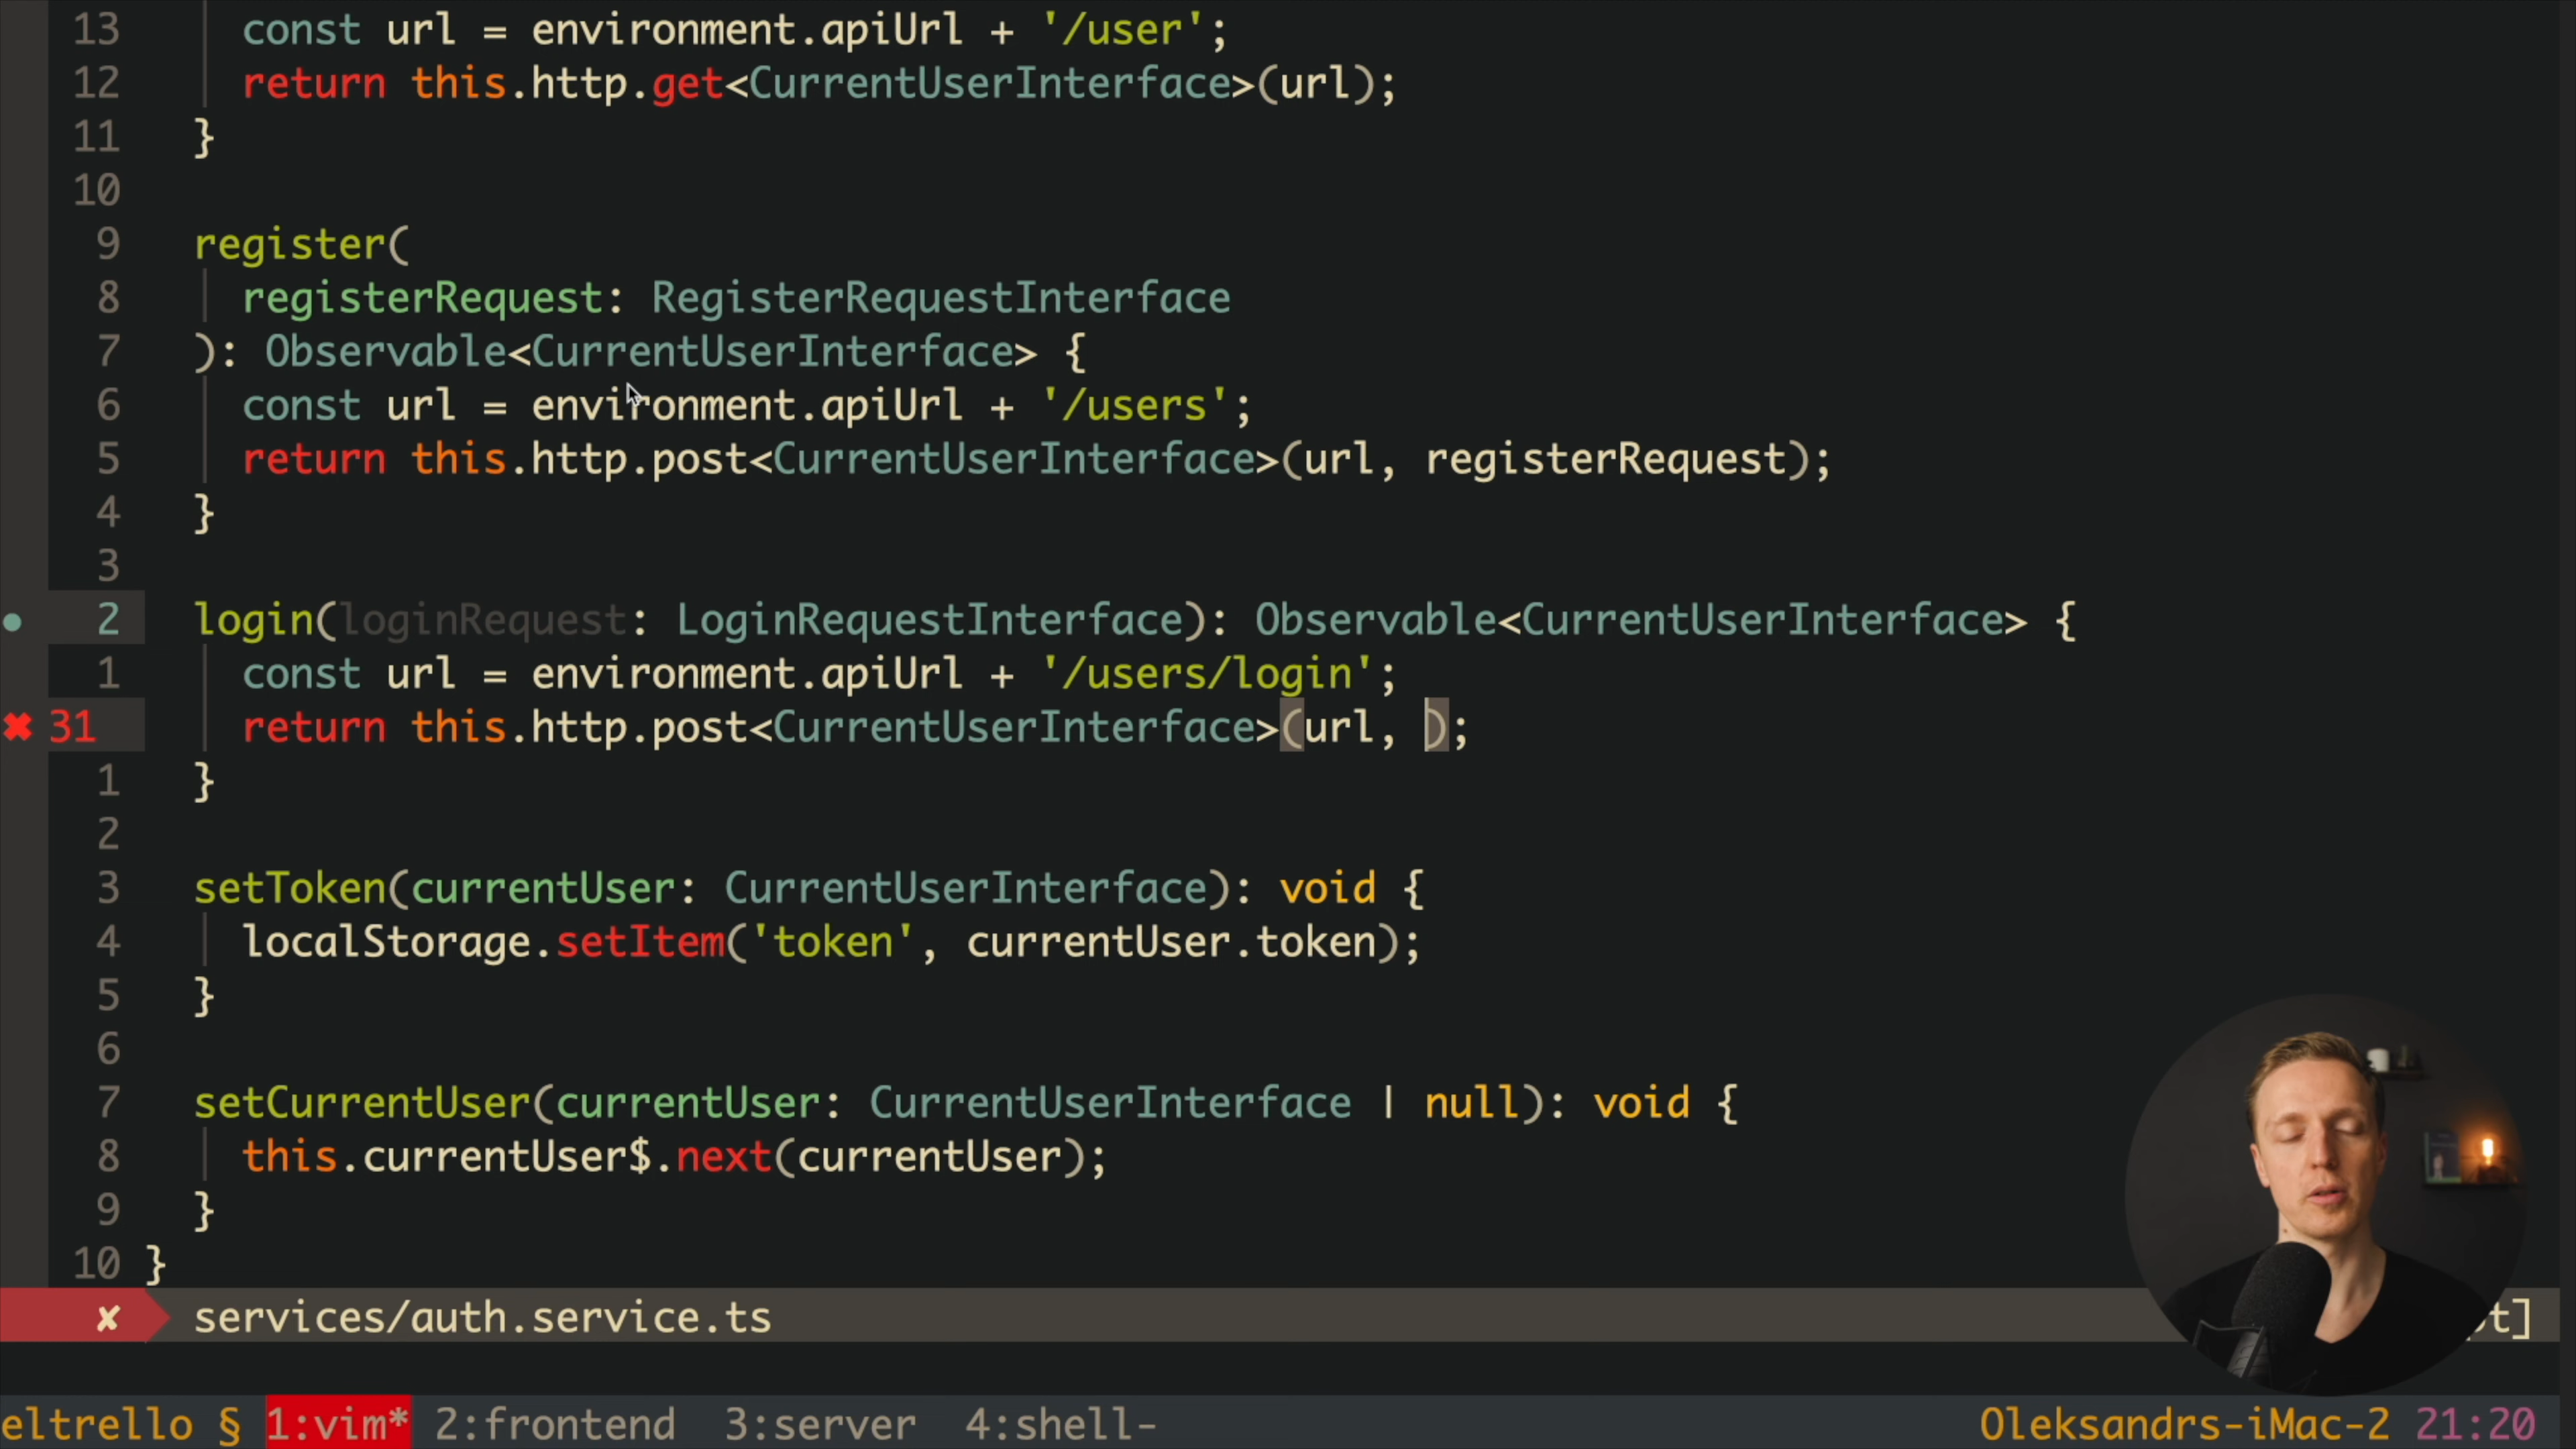 13 const url = environment.apiUrl + '/user';
12 return this.http.get<CurrentUserInterface>(url);
11 }
10
9 register(
8 registerRequest: RegisterRequestInterface
7 ): Observable<CurrentUserInterface> {
6 const url = environment.apiUrl + '/users';
5 return this.http.post<CurrentUserInterface>(url, registerRequest);
4 }
3
2 login(loginRequest: LoginRequestInterface): Observable<CurrentUserInterface> {
1 const url = environment.apiUrl + '/users/login';
✖ 31 return this.http.post<CurrentUserInterface>(url, );
1 }
2
3 setToken(currentUser: CurrentUserInterface): void {
4 localStorage.setItem('token', currentUser.token);
5 }
6
7 setCurrentUser(currentUser: CurrentUserInterface | null): void {
8 this.currentUser$.next(currentUser);
9 }
10 }
✘ services/auth.service.ts
eltrello § 1:vim* 2:frontend 3:server 4:shell- Oleksandrs-iMac-2 21:20